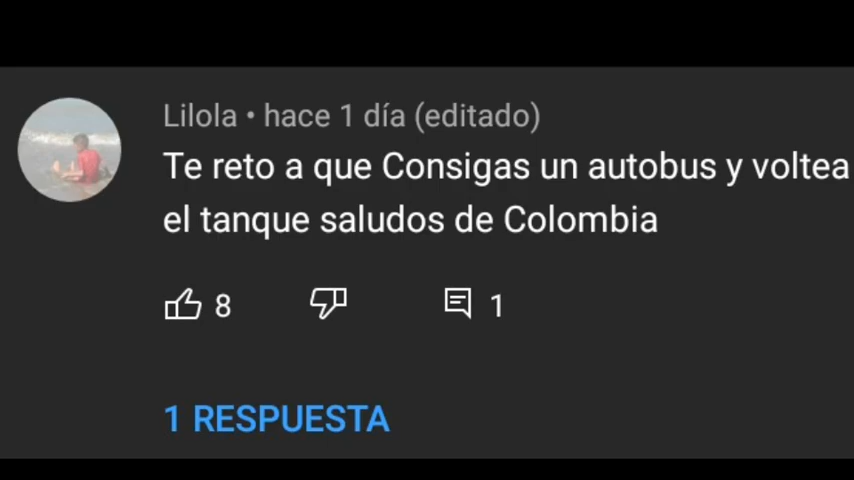 Lilola • hace 1 día (editado)
Te reto a que Consigas un autobus y voltea
el tanque saludos de Colombia
8 1
1 RESPUESTA